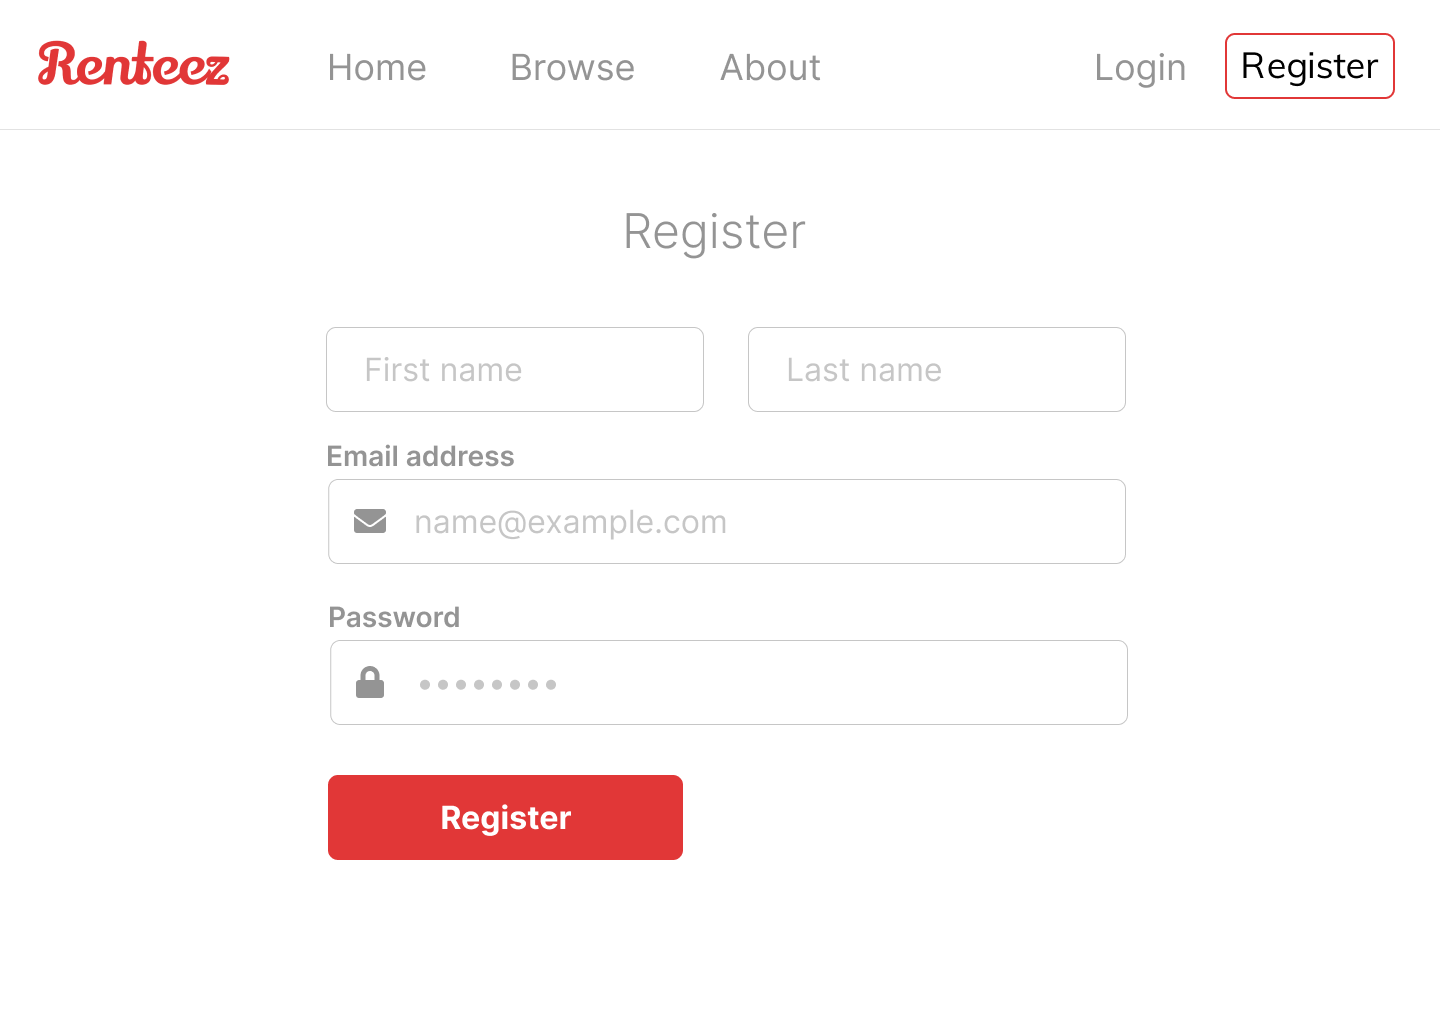 Renteez Home Browse About Login Register
Register
First name Last name
Email address
name@example.com
Password
••••••••
Register